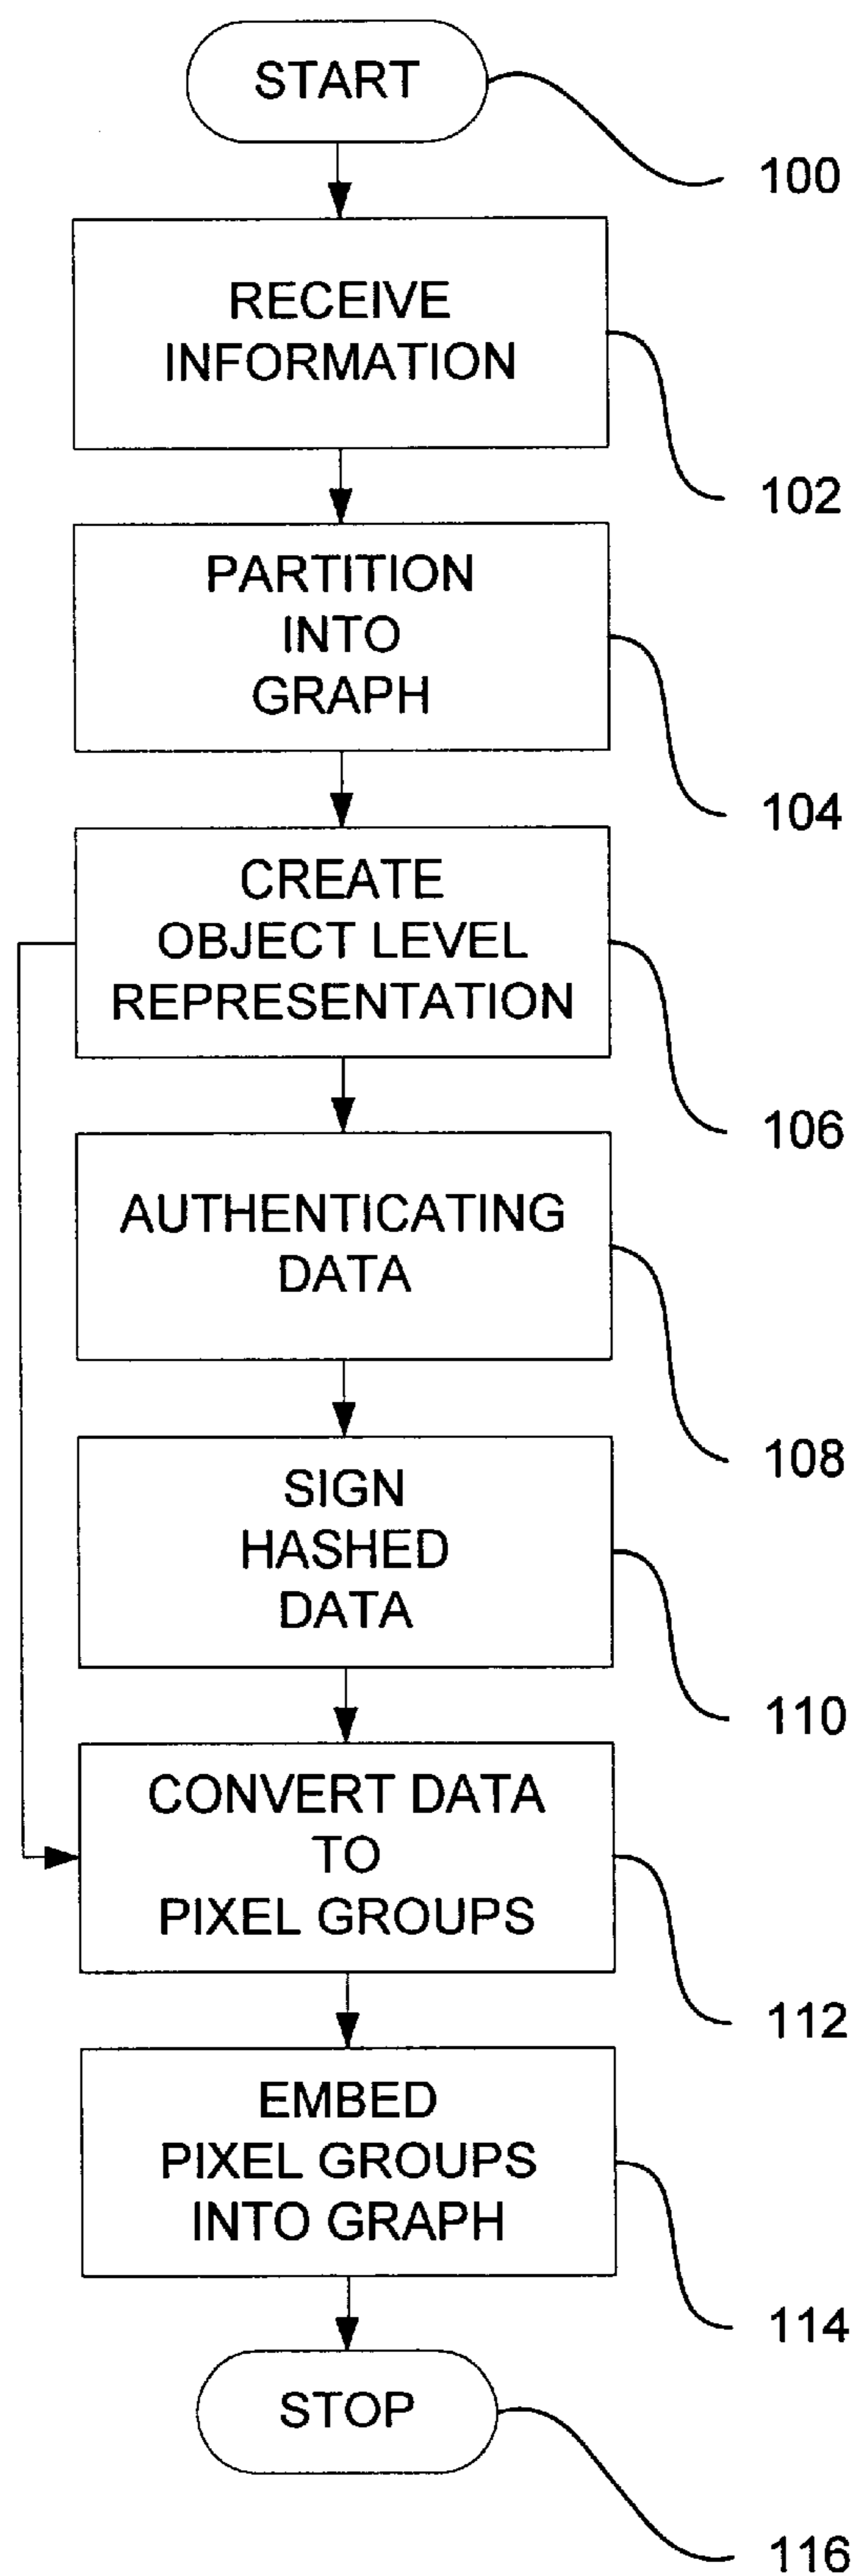 START
100
RECEIVE
INFORMATION
102
PARTITION
INTO
GRAPH
104
CREATE
OBJECT LEVEL
REPRESENTATION
106
AUTHENTICATING
DATA
108
SIGN
HASHED
DATA
110
CONVERT DATA
TO
PIXEL GROUPS
112
EMBED
PIXEL GROUPS
INTO GRAPH
114
STOP
116